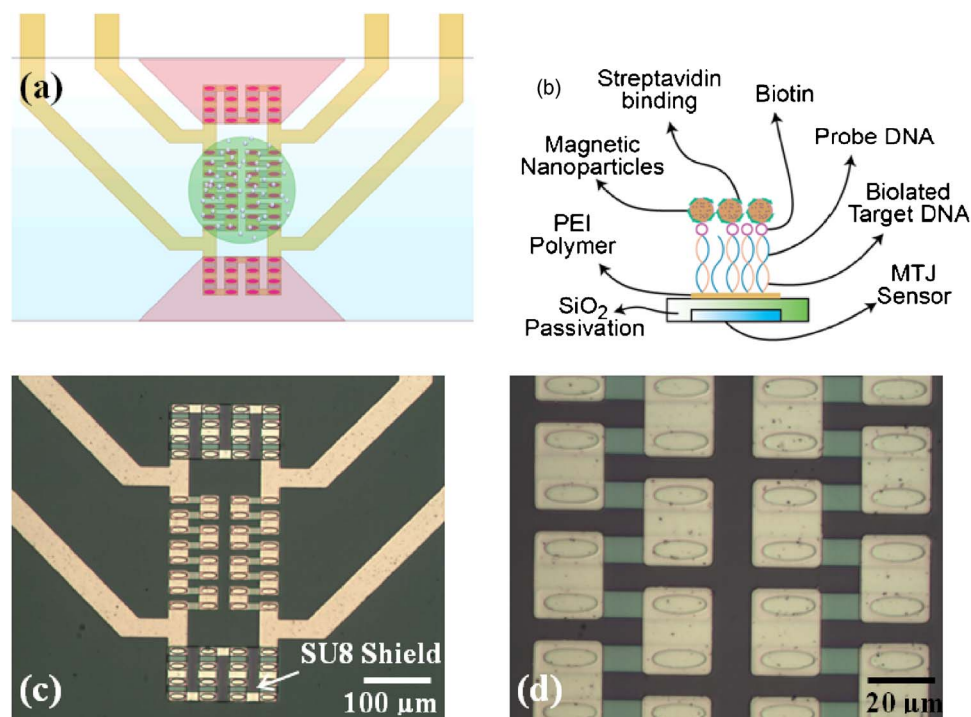 (a)
(b)
Streptavidin
binding
Biotin
Magnetic
Nanoparticles
Probe DNA
Biolated
Target DNA
PEI
Polymer
MTJ
Sensor
SiO2
Passivation
(c)
SU8 Shield
100 µm
(d)
20 µm